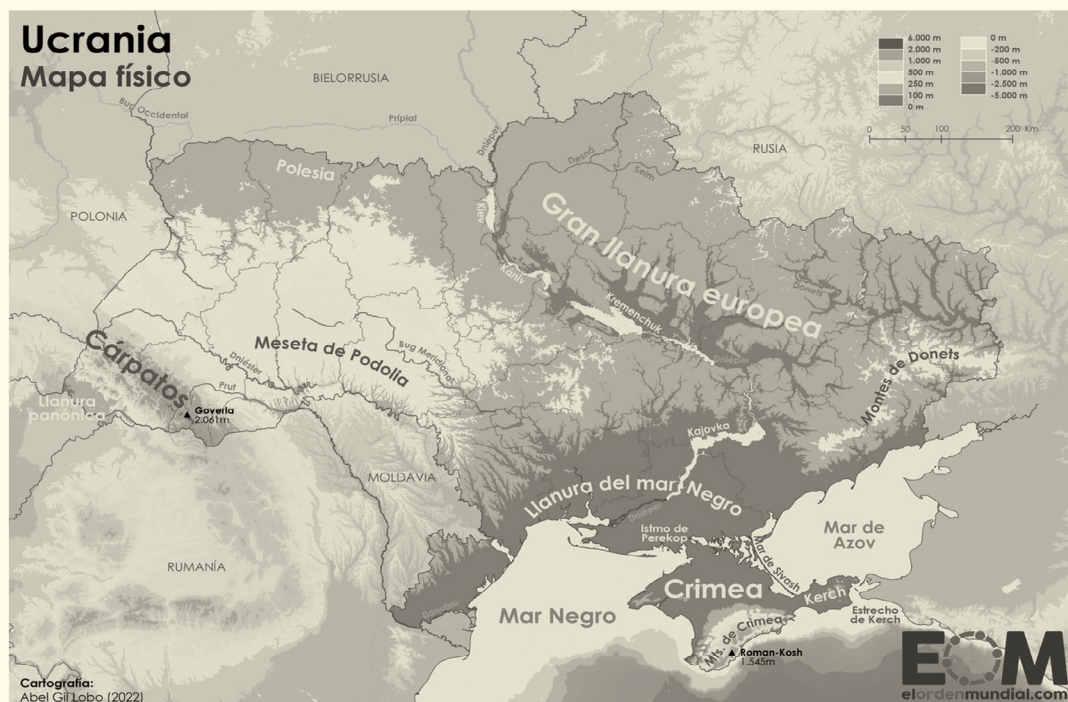 Ucrania
Mapa físico
6.000 m
2.000 m
1.000 m
500 m
250 m
100 m
0 m
0 m
-200 m
-500 m
-1.000 m
-2.500 m
-5.000 m
0 50 100 200 Km
BIELORRUSIA
Bug Occidental
Prípiat
Dniéper
Desná
Seim
RUSIA
Polesia
POLONIA
Kiev
Gran llanura europea
Kániv
Kremenchuk
Donets
Dniéper
Cárpatos
Meseta de Podolia
Bug Meridional
Dniéster
Prut
Montes de Donets
Llanura
panónica
Goverla
2.061m
Kajovka
MOLDAVIA
Llanura del mar Negro
Dniéper
Istmo de
Perekop
Mar de
Azov
Mar de Sivash
RUMANÍA
Crimea
Kerch
Danubio
Mar Negro
Estrecho
de Kerch
Mts. de Crimea
Roman-Kosh
1.545m
EOM
elordenmundial.com
Cartografía:
Abel Gil Lobo (2022)